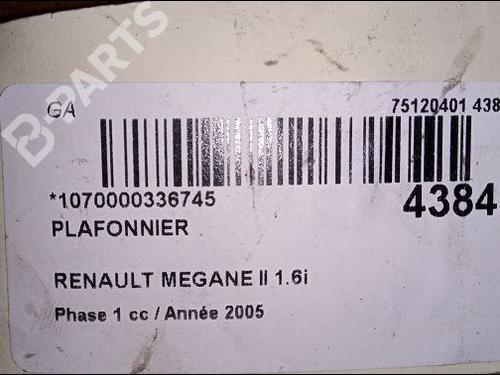 B-PARTS
GA
75120401 438
*1070000336745
4384
PLAFONNIER
RENAULT MEGANE II 1.6i
Phase 1 cc / Année 2005